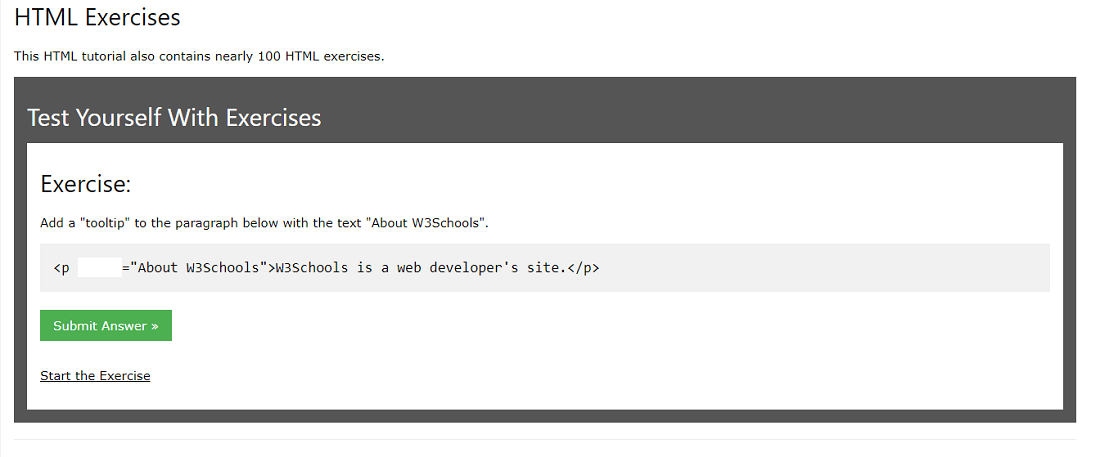 HTML Exercises
This HTML tutorial also contains nearly 100 HTML exercises.
Test Yourself With Exercises
Exercise:
Add a "tooltip" to the paragraph below with the text "About W3Schools".
<p ="About W3Schools">W3Schools is a web developer's site.</p>
Submit Answer »
Start the Exercise